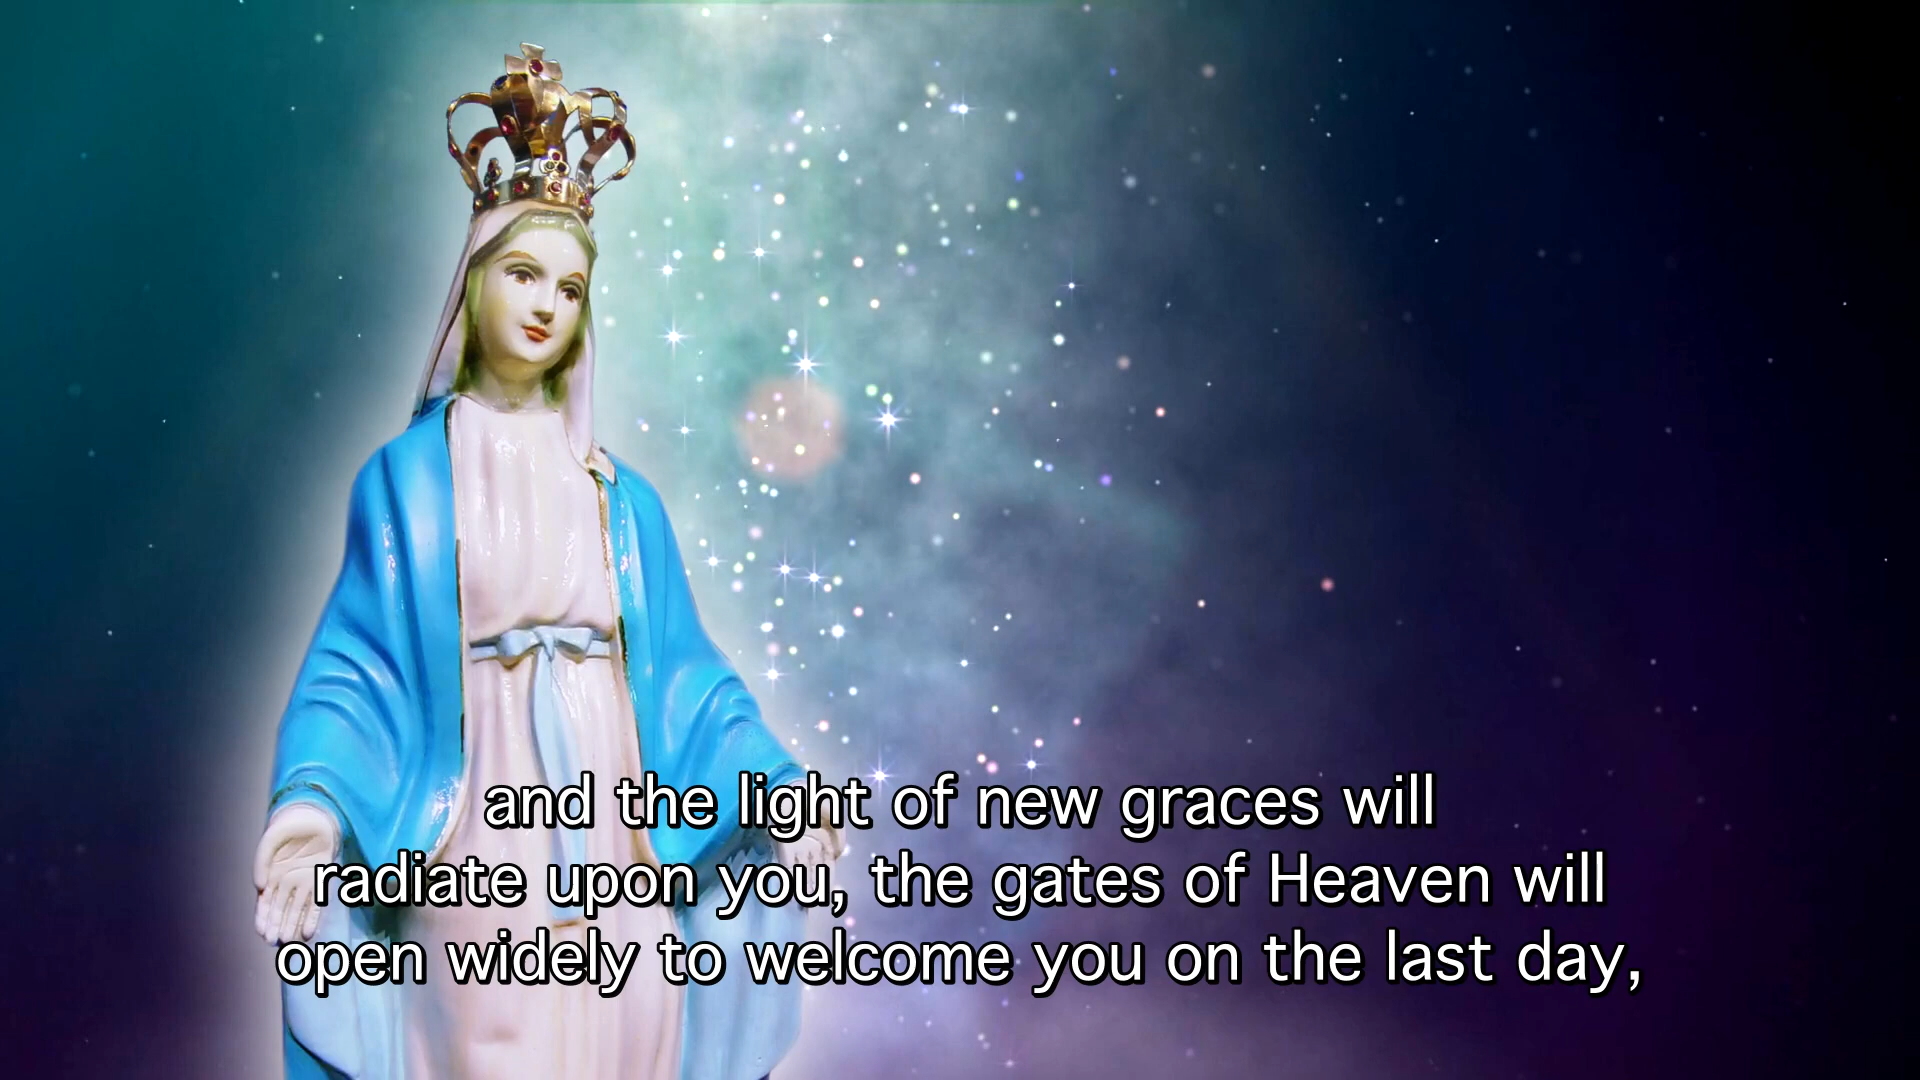 and the light of new graces will
radiate upon you, the gates of Heaven will
open widely to welcome you on the last day,